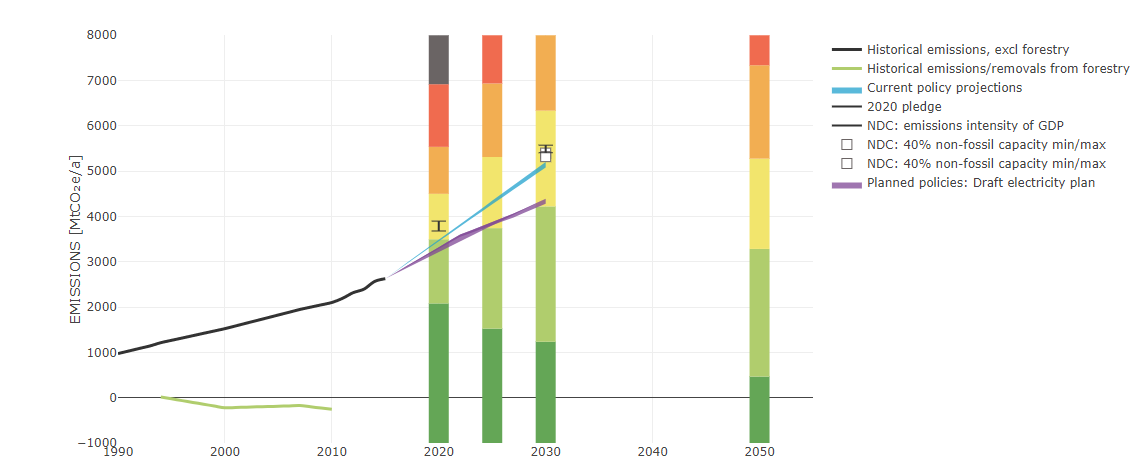 8000
7000
6000
5000
4000
3000
2000
1000
0
−1000
EMISSIONS [MtCO₂e/a]
1990
2000
2010
2020
2030
2040
2050
Historical emissions, excl forestry
Historical emissions/removals from forestry
Current policy projections
2020 pledge
NDC: emissions intensity of GDP
NDC: 40% non-fossil capacity min/max
NDC: 40% non-fossil capacity min/max
Planned policies: Draft electricity plan